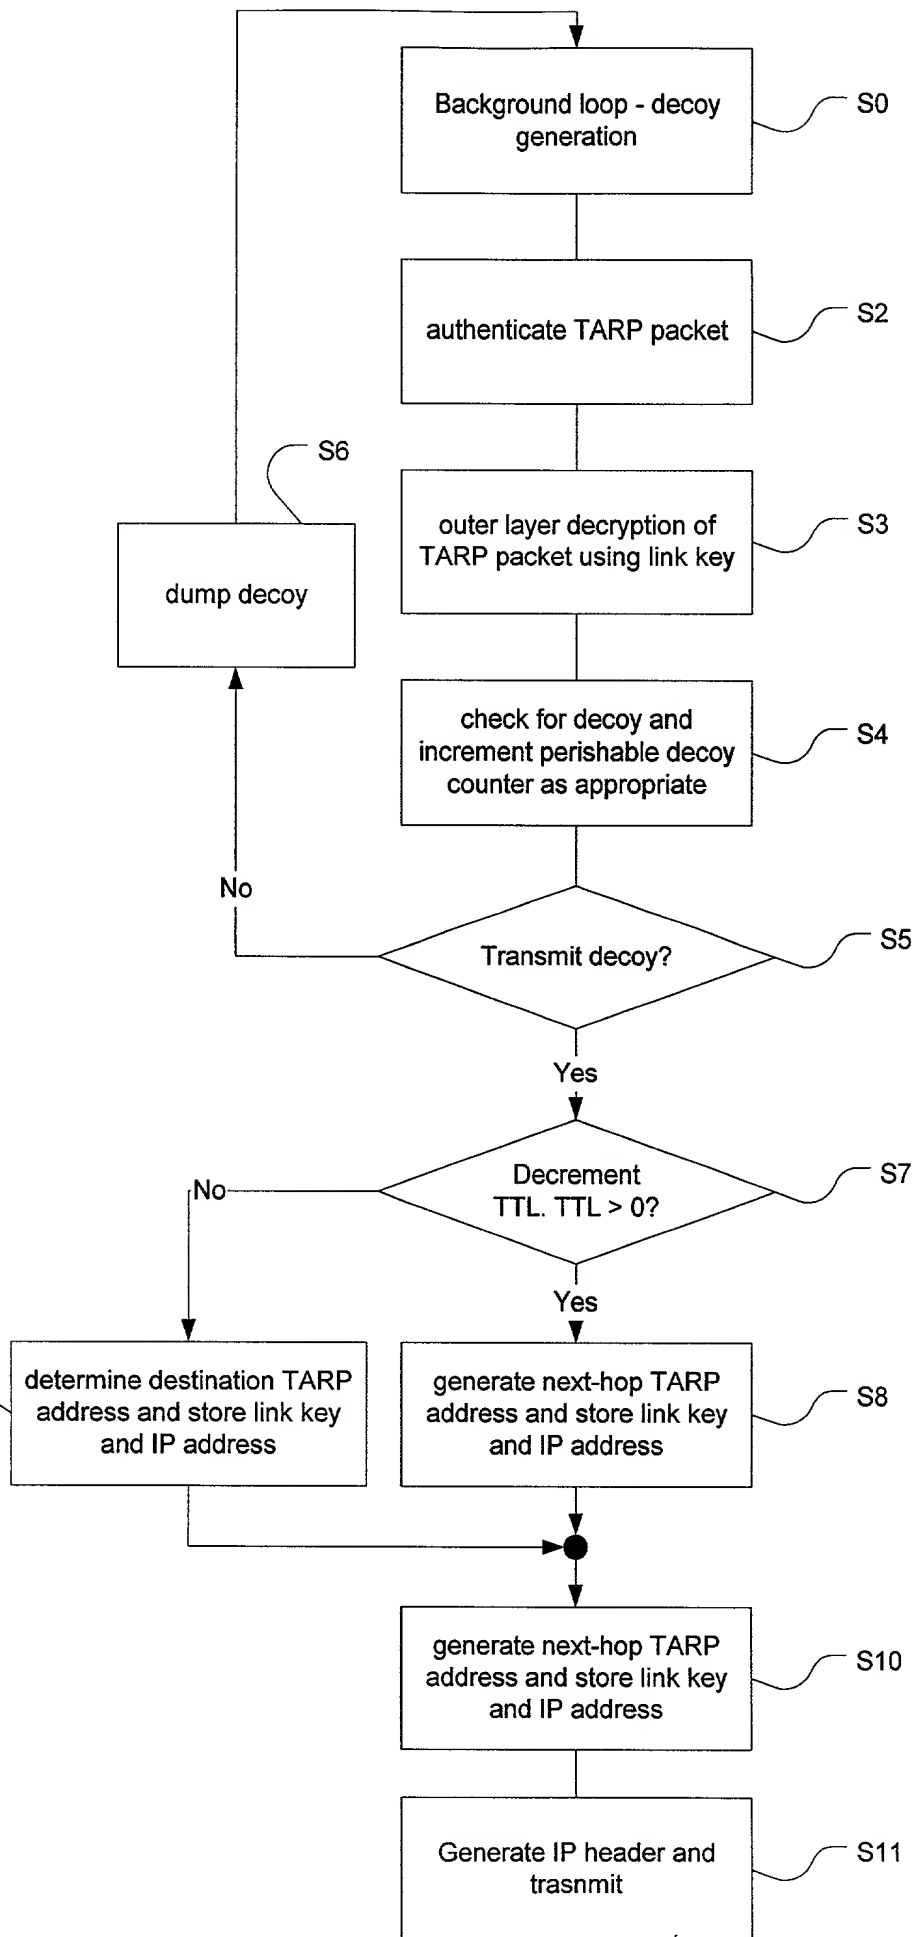 Background loop - decoy
generation
S0
authenticate TARP packet
S2
outer layer decryption of
TARP packet using link key
S3
S6
dump decoy
check for decoy and
increment perishable decoy
counter as appropriate
S4
No
Transmit decoy?
S5
Yes
Decrement
TTL. TTL > 0?
S7
No
Yes
determine destination TARP
address and store link key
and IP address
generate next-hop TARP
address and store link key
and IP address
S8
generate next-hop TARP
address and store link key
and IP address
S10
Generate IP header and
trasnmit
S11